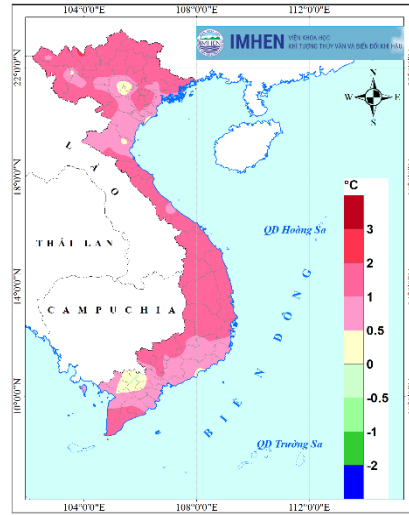 104°0'0"E 108°0'0"E 112°0'0"E
IMHEN
VIỆN KHOA HỌC
KHÍ TƯỢNG THỦY VĂN VÀ BIẾN ĐỔI KHÍ HẬU
IMHEN
22°0'0"N
18°0'0"N
14°0'0"N
10°0'0"N
N
W E
S
LÀO
THÁI LAN
CAMPUCHIA
QĐ Hoàng Sa
BIỂN ĐÔNG
QĐ Trường Sa
°C
3
2
1
0.5
0
-0.5
-1
-2
104°0'0"E 108°0'0"E 112°0'0"E